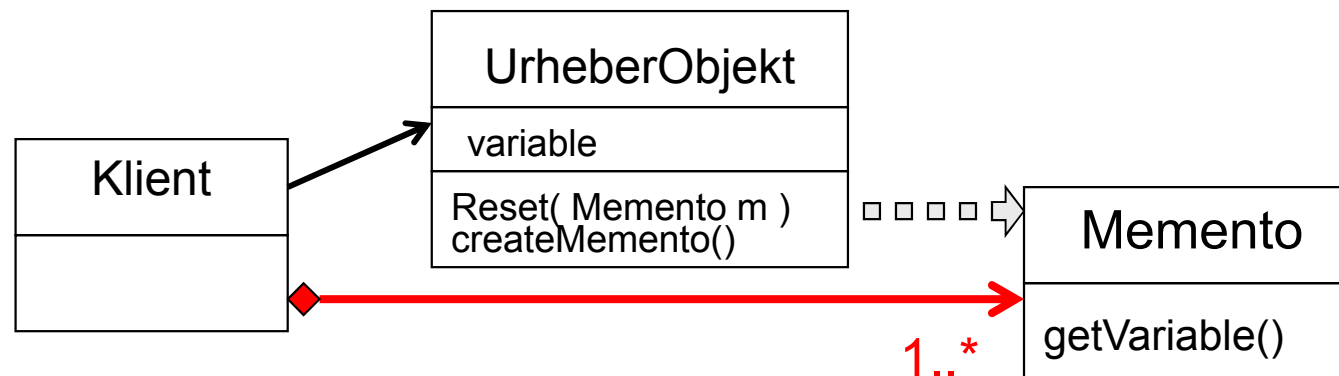 UrheberObjekt
variable
Reset( Memento m )
createMemento()
Klient
Memento
getVariable()
1..*